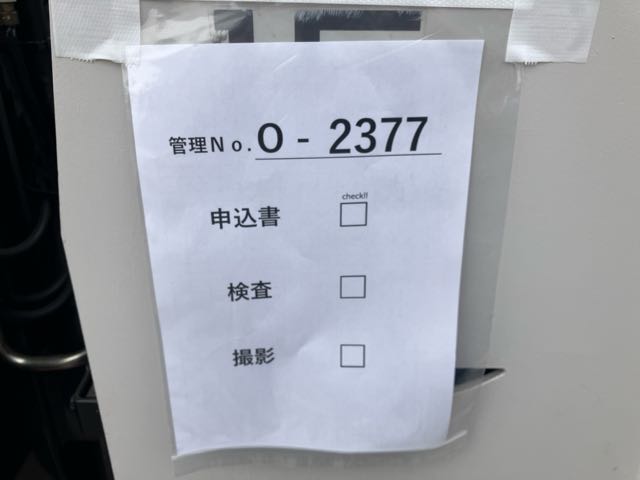 管理No. O - 2377
check!!
申込書 □
検査 □
撮影 □